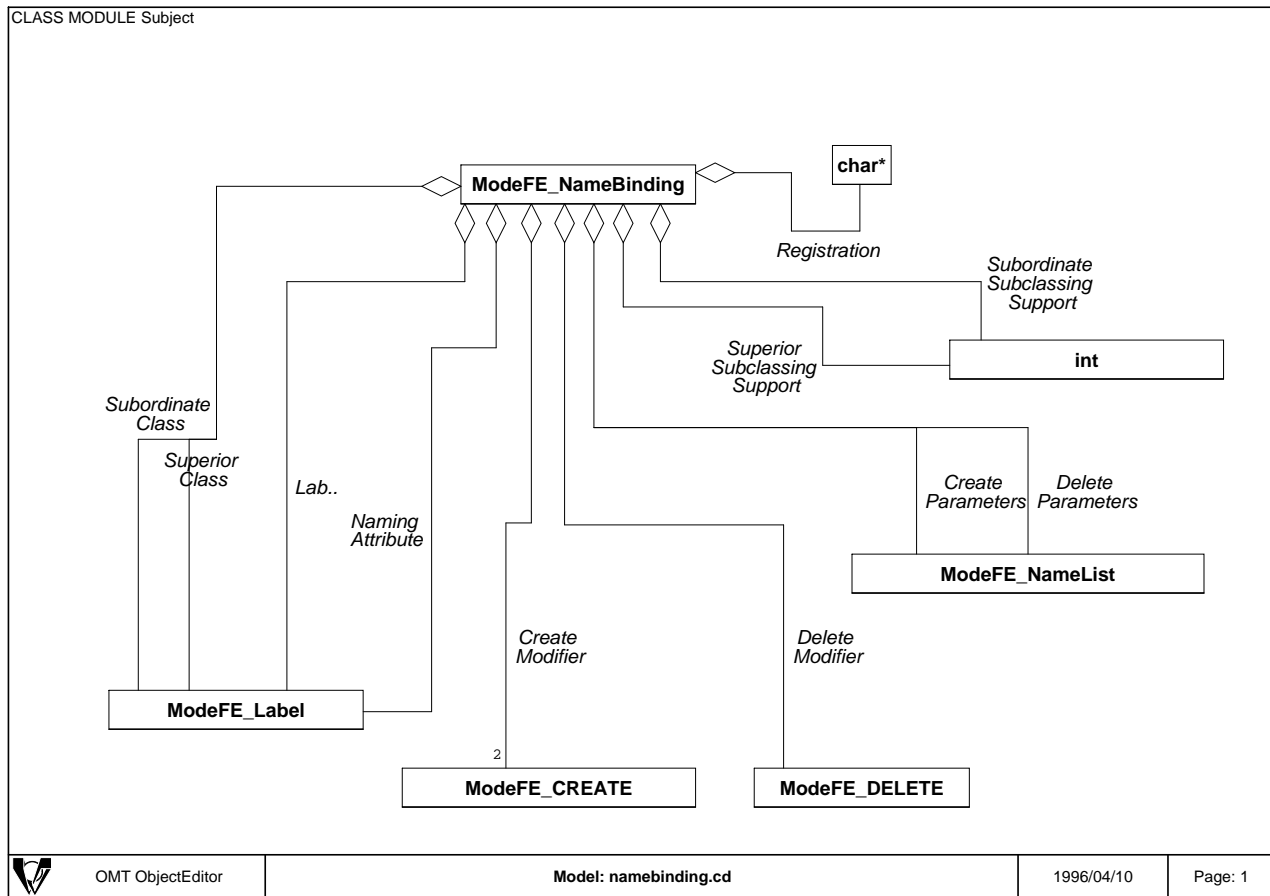 CLASS MODULE Subject
char*
ModeFE_NameBinding
Registration
Subordinate
Subclassing
Support
Superior
Subclassing
Support
int
Subordinate
Class
Superior
Class
Lab..
Naming
Attribute
Create
Parameters
Delete
Parameters
ModeFE_NameList
Create
Modifier
Delete
Modifier
ModeFE_Label
2
ModeFE_CREATE
ModeFE_DELETE
OMT ObjectEditor
Model: namebinding.cd
1996/04/10
Page: 1